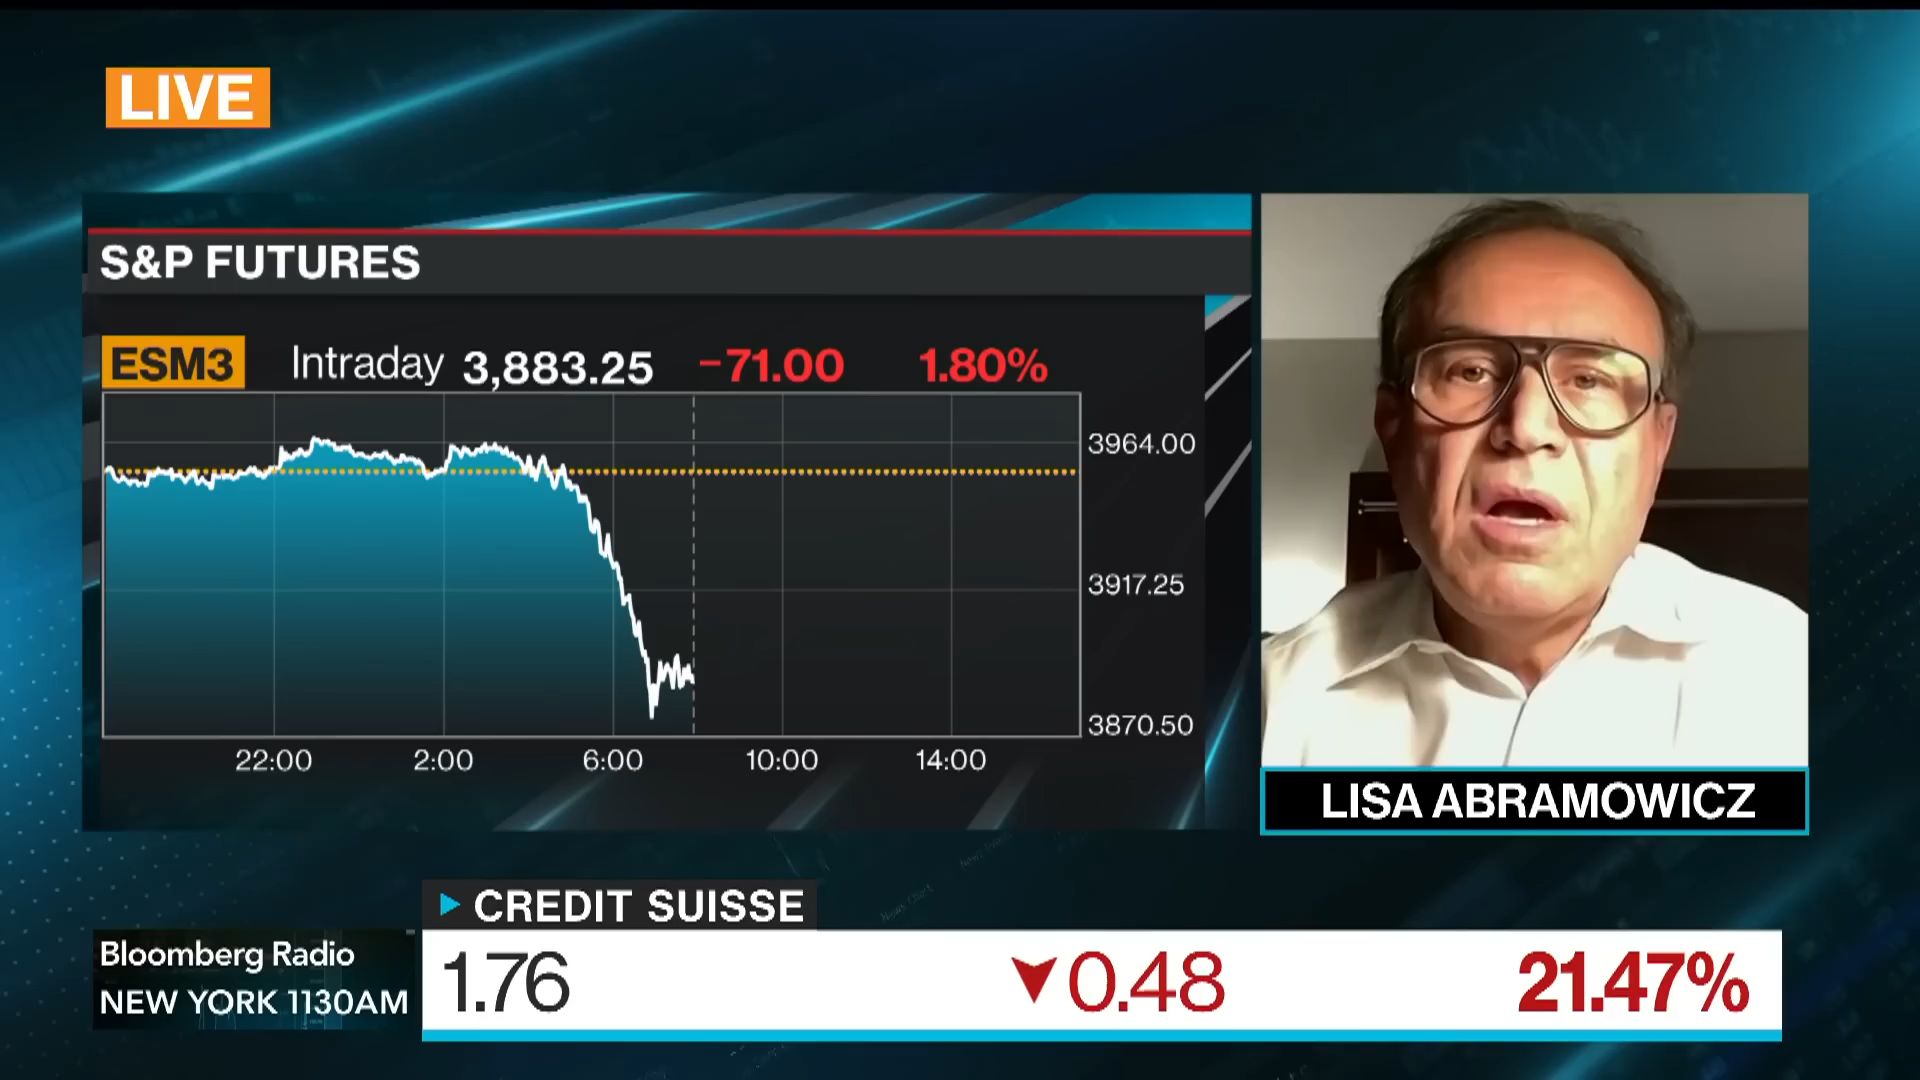 LIVE
S&P FUTURES
ESM3 Intraday 3,883.25 -71.00 1.80%
3964.00
3917.25
3870.50
22:00 2:00 6:00 10:00 14:00
LISA ABRAMOWICZ
CREDIT SUISSE
Bloomberg Radio
NEW YORK 1130AM
1.76 0.48 21.47%